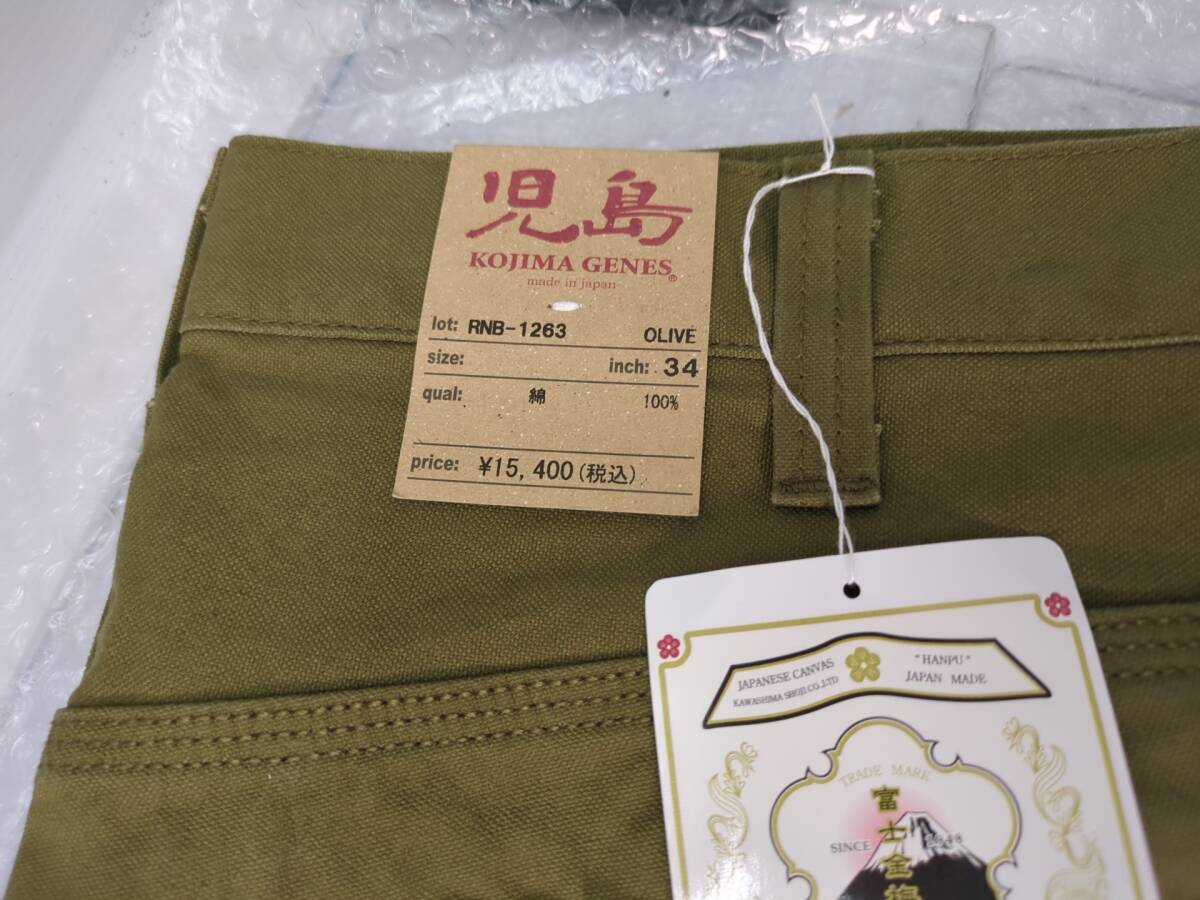 児島
KOJIMA GENES®
made in japan
lot: RNB-1263 OLIVE
size: inch: 34
qual: 綿 100%
price: ¥15,400(税込)
JAPANESE CANVAS
KAWASHIMA SHOJI CO.,LTD
"HANPU"
JAPAN MADE
TRADE MARK
富士金梅
SINCE